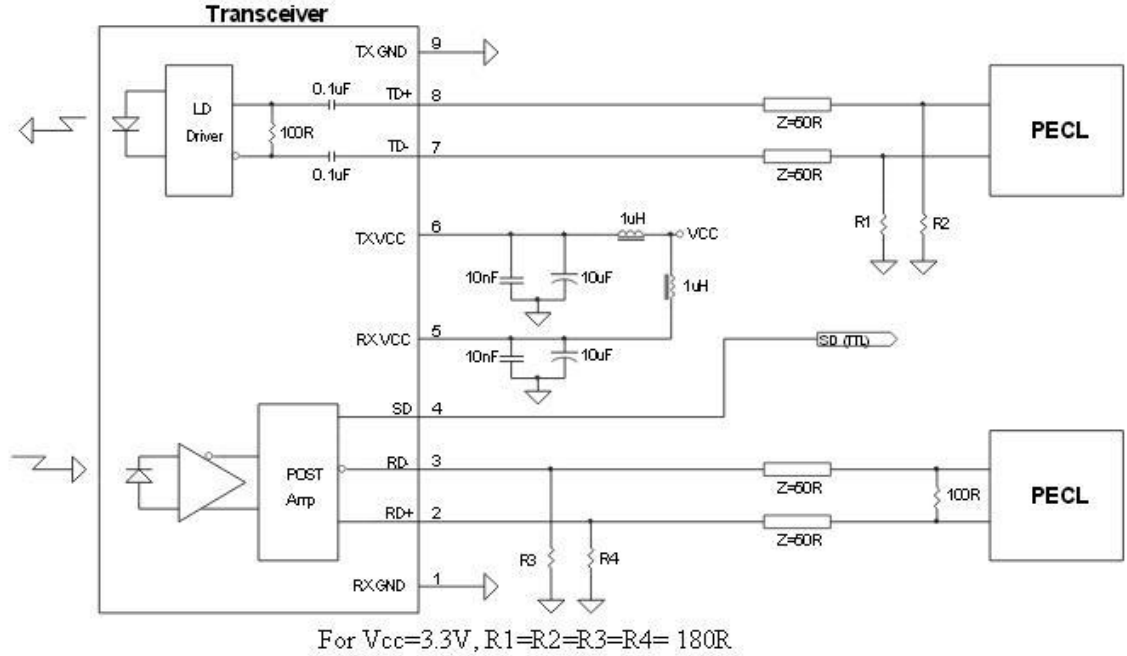 Transceiver
TX.GND
9
0.1uF
TD+
8
LD
Driver
100R
Z=50R
PECL
TD-
7
0.1uF
Z=50R
R1
R2
TXVCC
6
1uH
VCC
10nF
10uF
1uH
RX.VCC
5
10nF
10uF
SD (TTL)
SD
4
POST
Amp
RD-
3
Z=50R
100R
PECL
RD+
2
Z=50R
R3
R4
RX.GND
1
For Vcc=3.3V, R1=R2=R3=R4= 180R